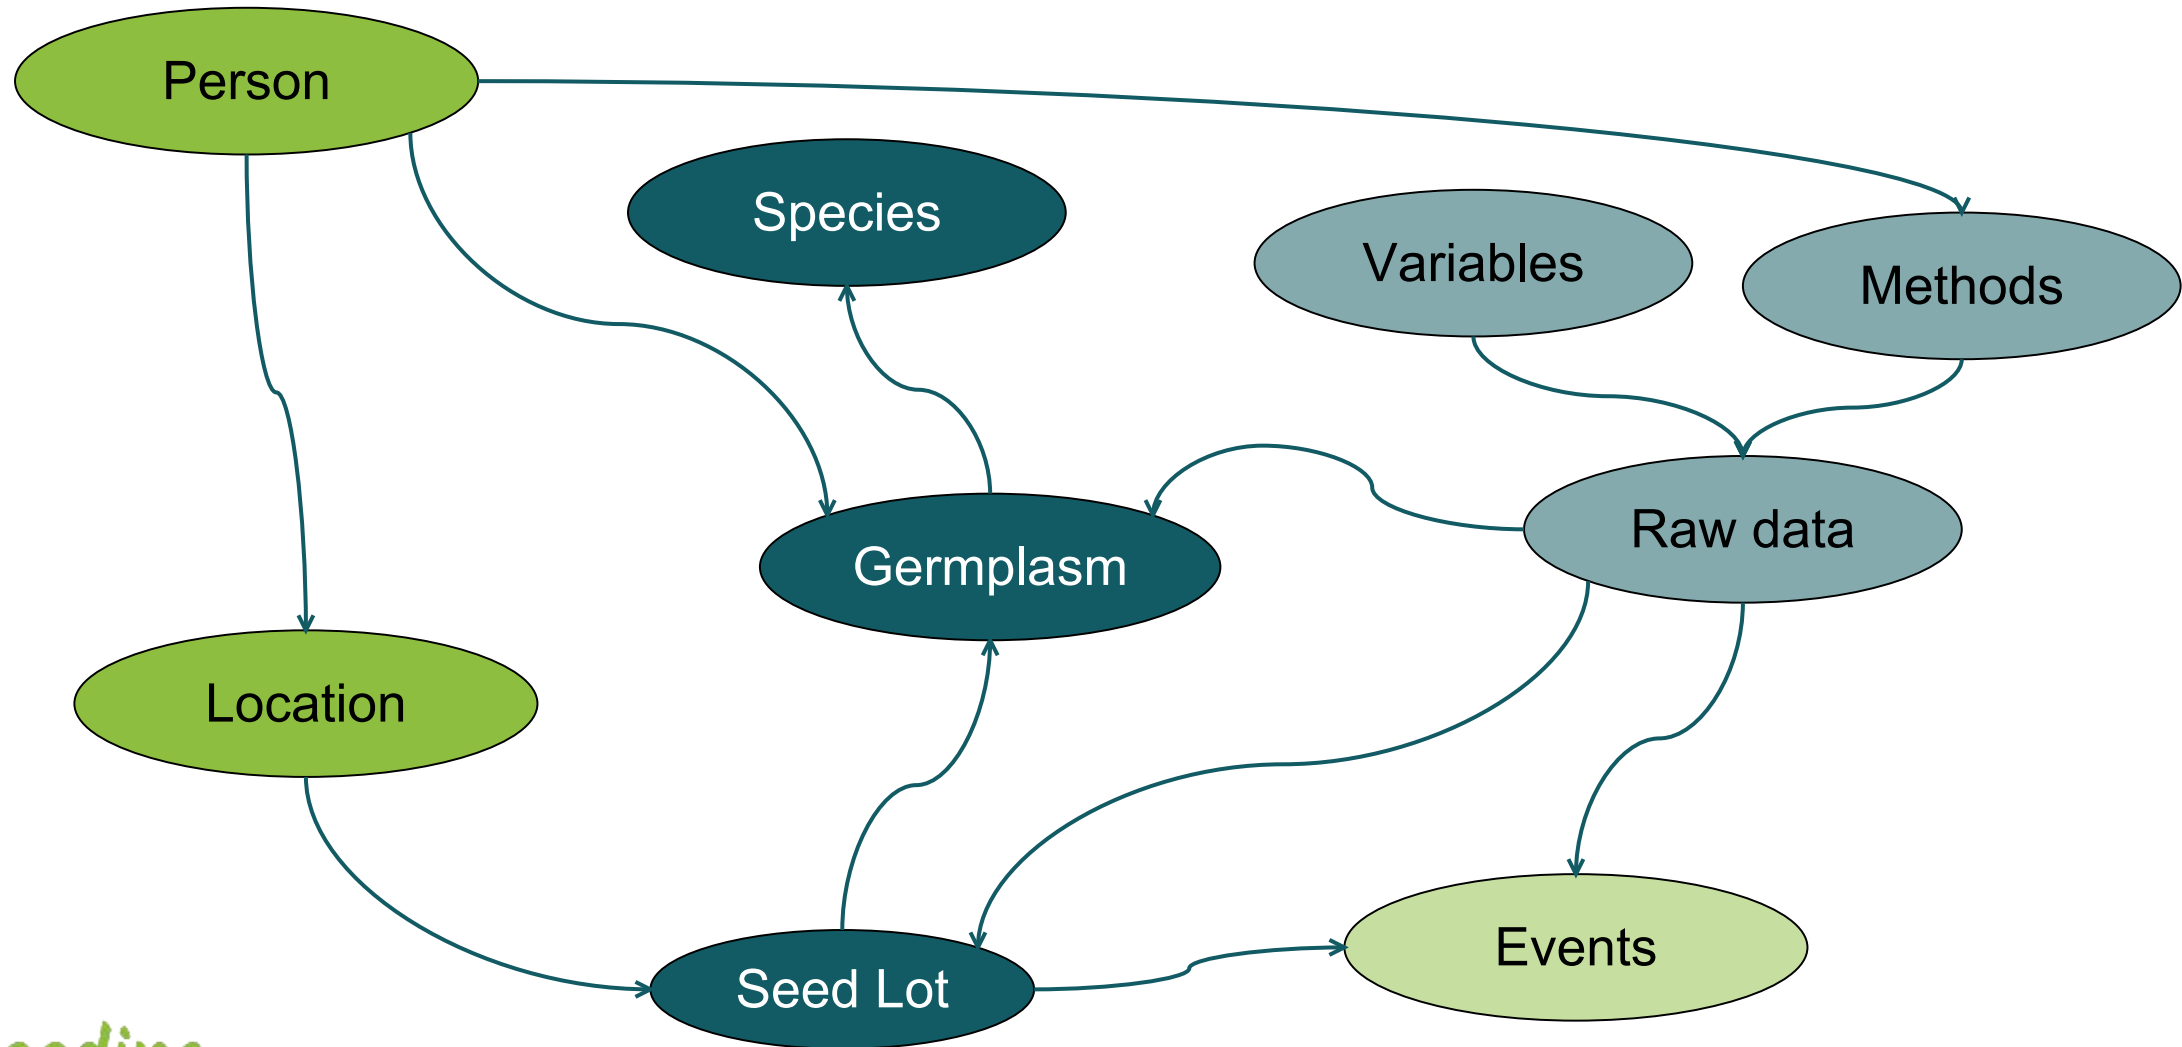 Person
Species
Variables
Methods
Raw data
Germplasm
Location
Events
Seed Lot